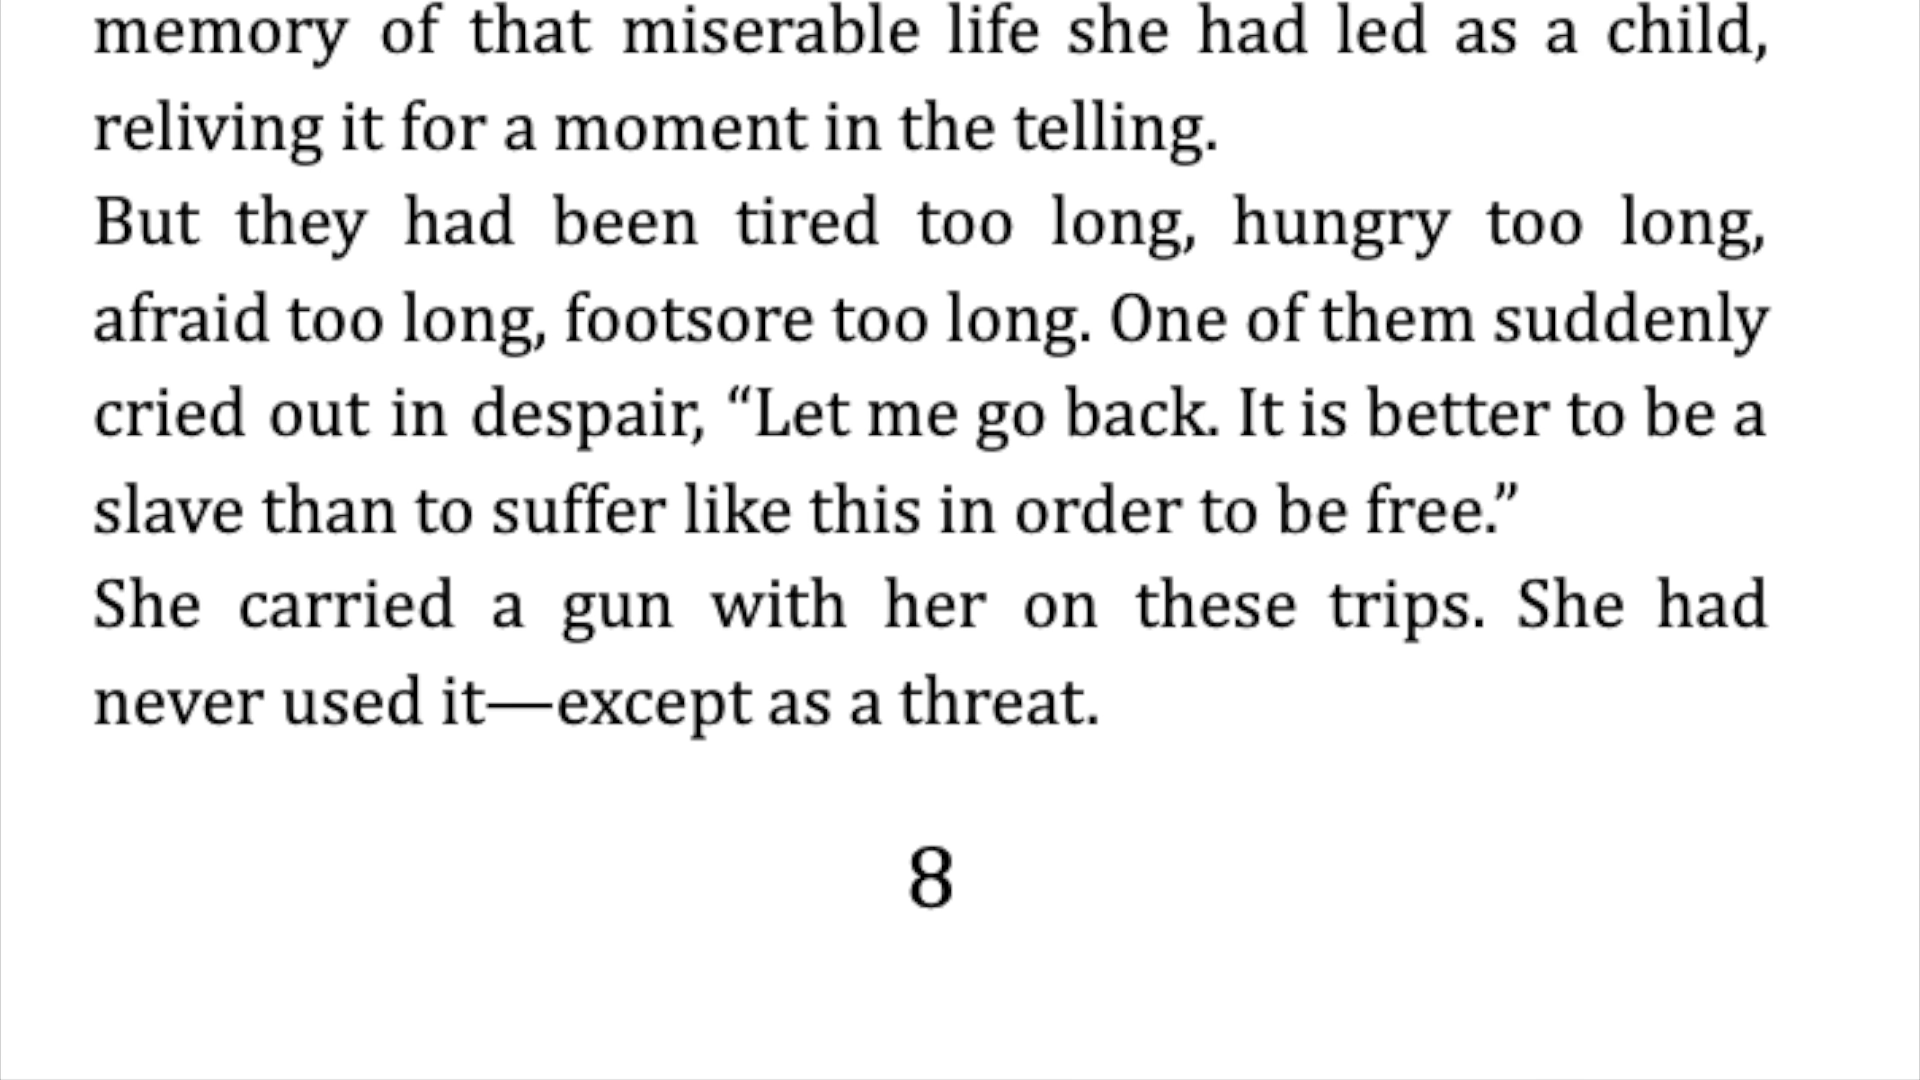 memory of that miserable life she had led as a child,
reliving it for a moment in the telling.
But they had been tired too long, hungry too long,
afraid too long, footsore too long. One of them suddenly
cried out in despair, “Let me go back. It is better to be a
slave than to suffer like this in order to be free.”
She carried a gun with her on these trips. She had
never used it—except as a threat.
8